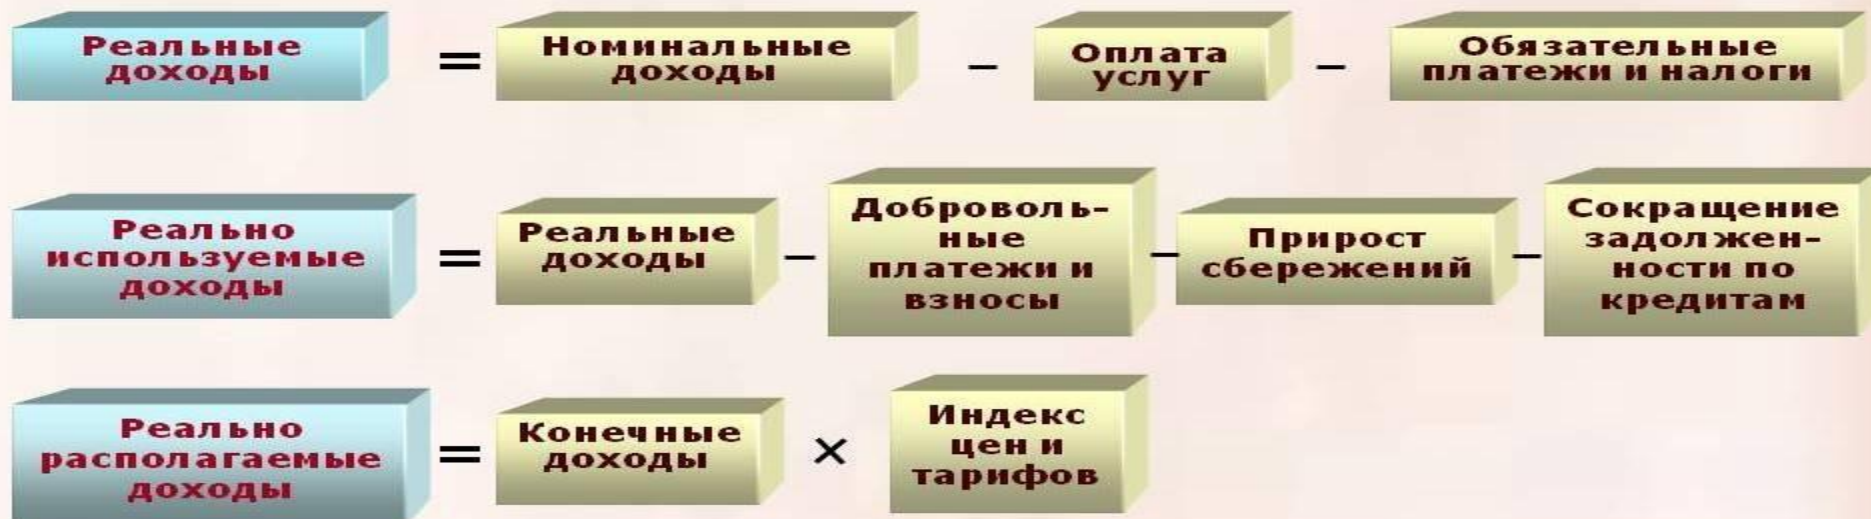 Реальные
доходы
=
Номинальные
доходы
–
Оплата
услуг
–
Обязательные
платежи и налоги
Реально
используемые
доходы
=
Реальные
доходы
–
Доброволь-
ные
платежи и
взносы
–
Прирост
сбережений
–
Сокращение
задолжен-
ности по
кредитам
Реально
располагаемые
доходы
=
Конечные
доходы
×
Индекс
цен и
тарифов